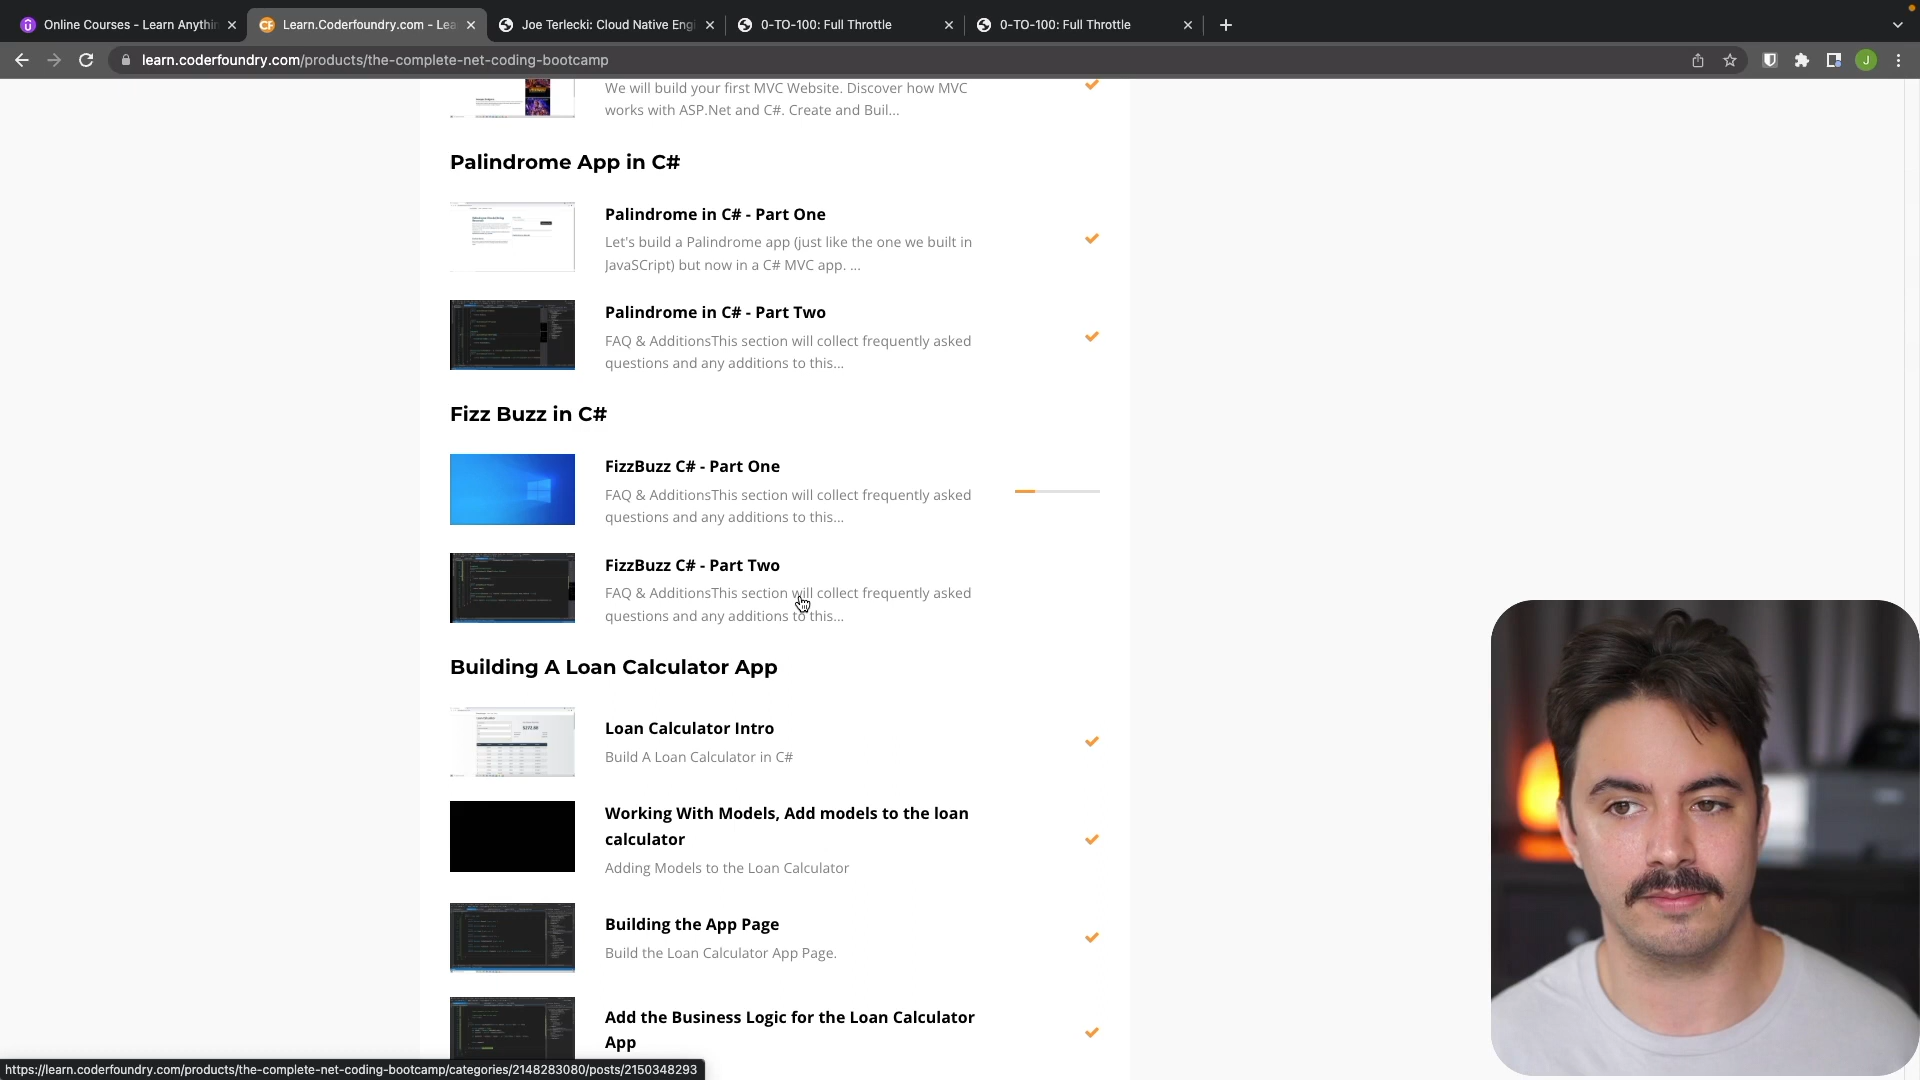 Online Courses - Learn Anythin
Learn.Coderfoundry.com - Lea
Joe Terlecki: Cloud Native Engi
0-TO-100: Full Throttle
0-TO-100: Full Throttle
learn.coderfoundry.com/products/the-complete-net-coding-bootcamp
J
We will build your first MVC Website. Discover how MVC
works with ASP.Net and C#. Create and Buil...
Palindrome App in C#
Palindrome in C# - Part One
Let's build a Palindrome app (just like the one we built in
JavaSCript) but now in a C# MVC app. ...
Palindrome in C# - Part Two
FAQ & AdditionsThis section will collect frequently asked
questions and any additions to this...
Fizz Buzz in C#
FizzBuzz C# - Part One
FAQ & AdditionsThis section will collect frequently asked
questions and any additions to this...
FizzBuzz C# - Part Two
FAQ & AdditionsThis section will collect frequently asked
questions and any additions to this...
Building A Loan Calculator App
Loan Calculator Intro
Build A Loan Calculator in C#
Working With Models, Add models to the loan
calculator
Adding Models to the Loan Calculator
Building the App Page
Build the Loan Calculator App Page.
Add the Business Logic for the Loan Calculator
App
https://learn.coderfoundry.com/products/the-complete-net-coding-bootcamp/categories/2148283080/posts/2150348293